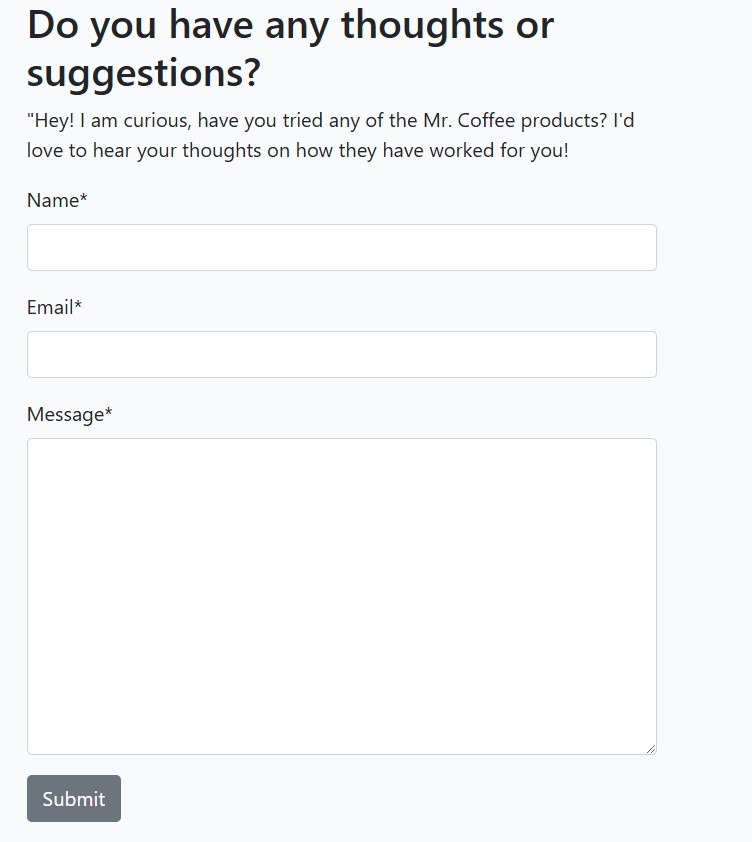 Do you have any thoughts or
suggestions?
"Hey! I am curious, have you tried any of the Mr. Coffee products? I'd
love to hear your thoughts on how they have worked for you!
Name*
Email*
Message*
Submit